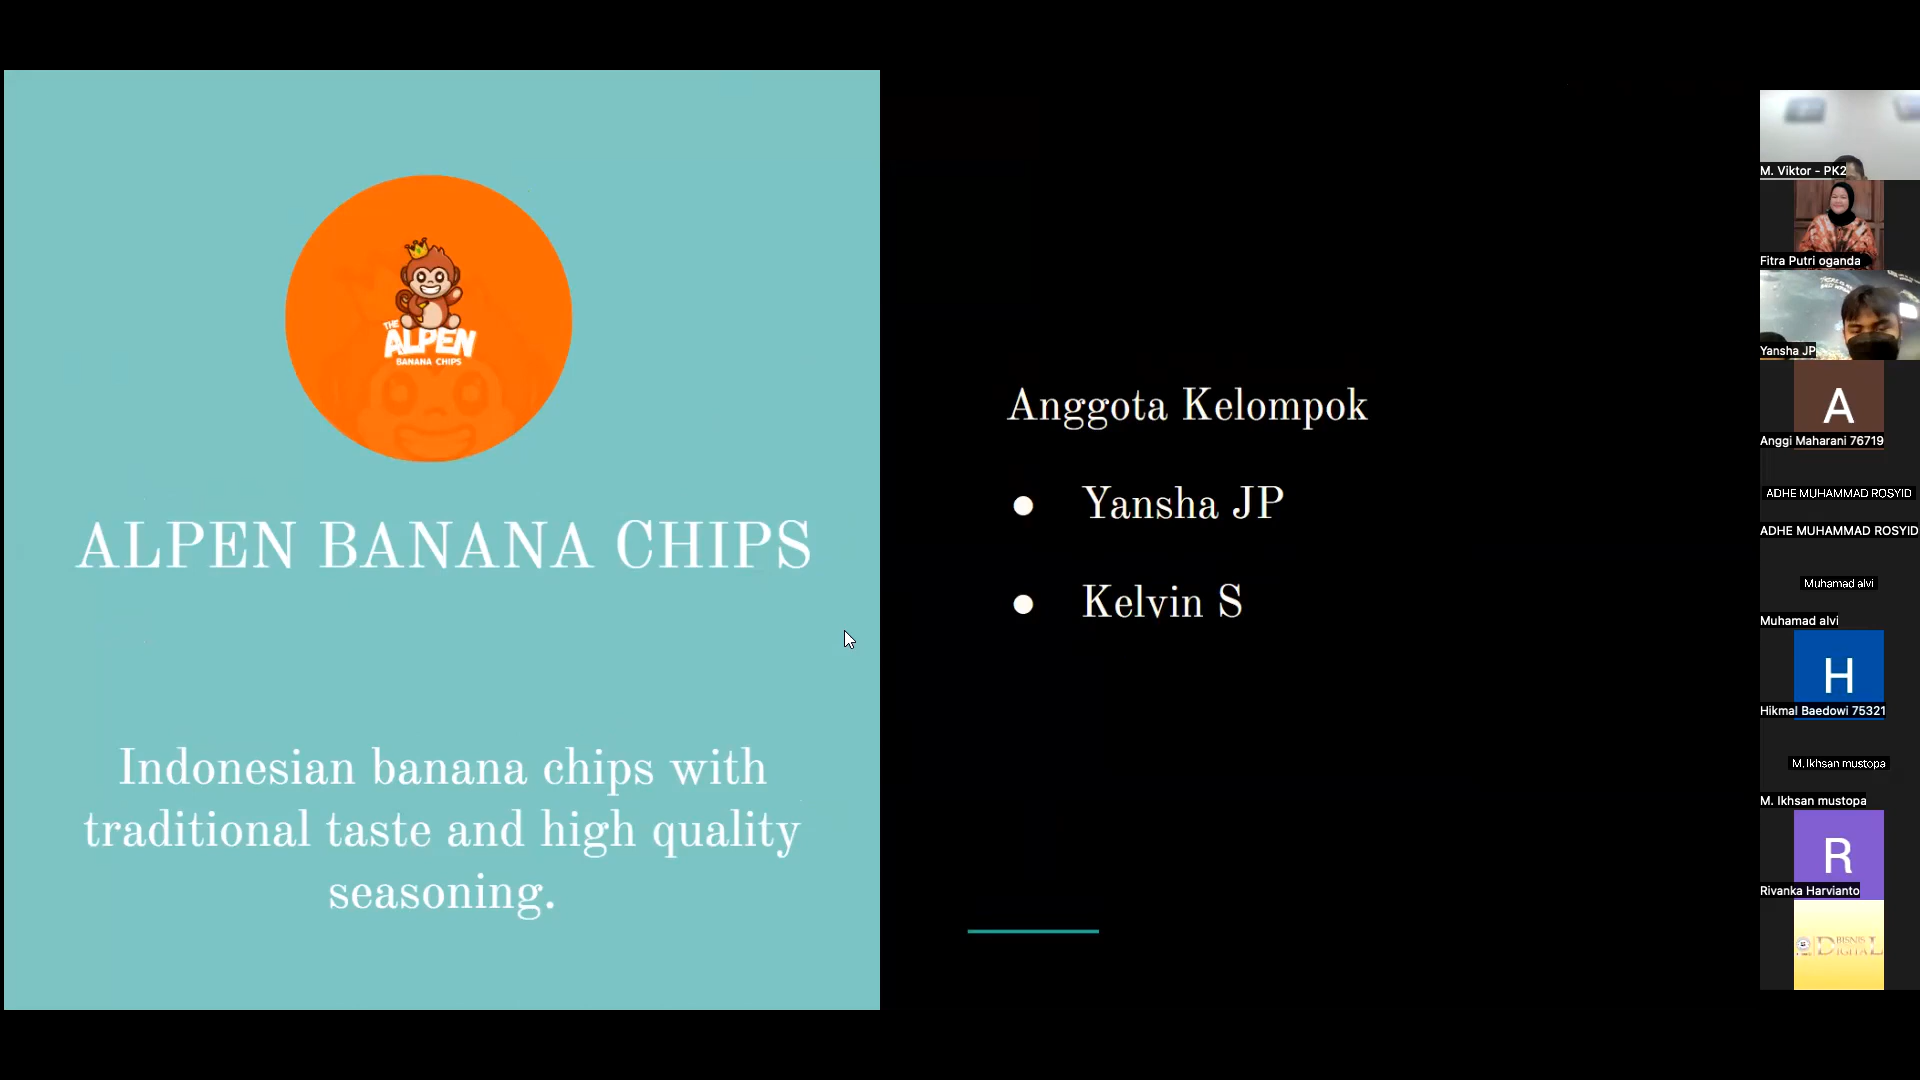 THE
ALPEN
BANANA CHIPS
ALPEN BANANA CHIPS
Indonesian banana chips with
traditional taste and high quality
seasoning.
Anggota Kelompok
● Yansha JP
● Kelvin S
M. Viktor - PK2
Fitra Putri oganda
Yansha JP
A
Anggi Maharani 76719
ADHE MUHAMMAD ROSYID
ADHE MUHAMMAD ROSYID
Muhamad alvi
Muhamad alvi
H
Hikmal Baedowi 75321
M. Ikhsan mustopa
M. Ikhsan mustopa
R
Rivanka Harvianto
BISNIS
DIGITAL